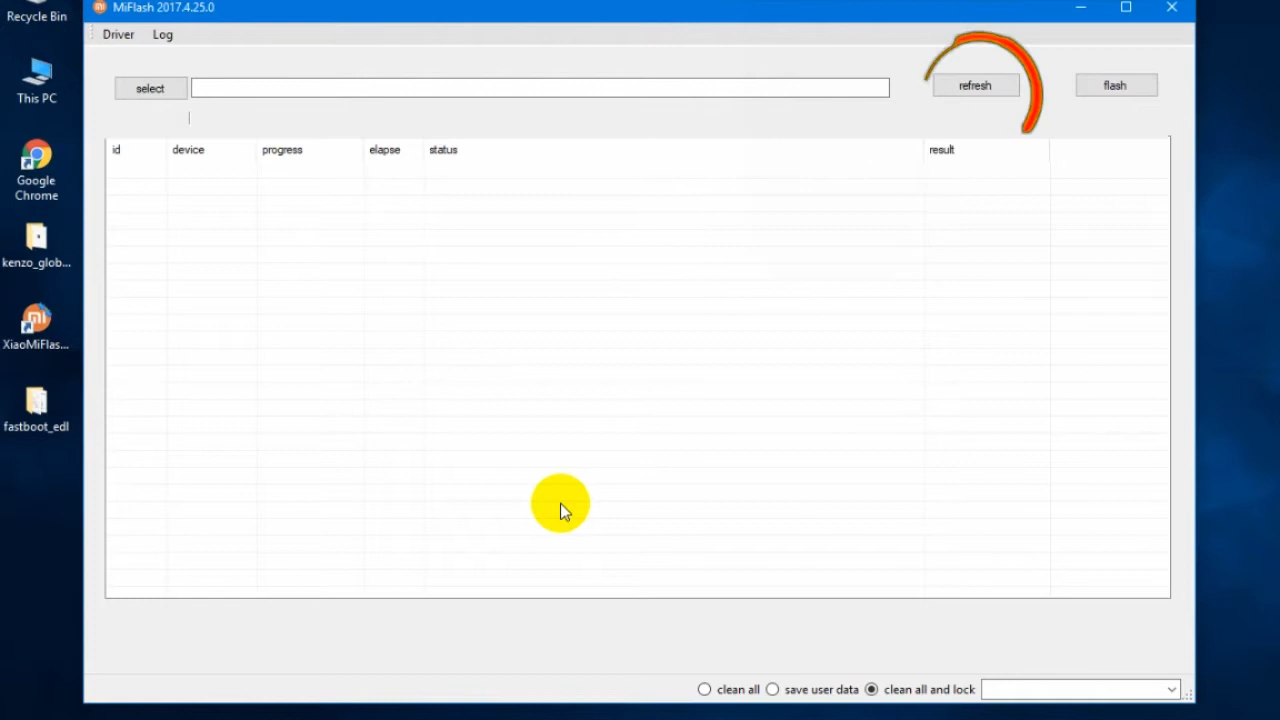 MiFlash 2017.4.25.0
Recycle Bin
Driver Log
select refresh flash
This PC
id device progress elapse status result
Google
Chrome
kenzo_glob...
XiaoMiFlas...
fastboot_edl
clean all save user data clean all and lock